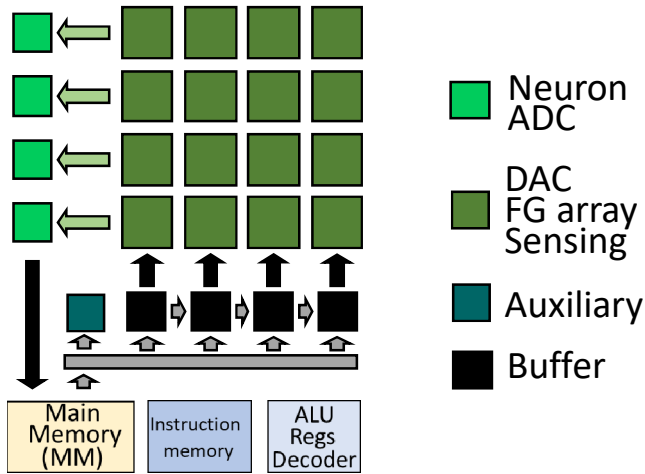 Neuron
ADC
DAC
FG array
Sensing
Auxiliary
Buffer
Main
Memory
(MM)
Instruction
memory
ALU
Regs
Decoder